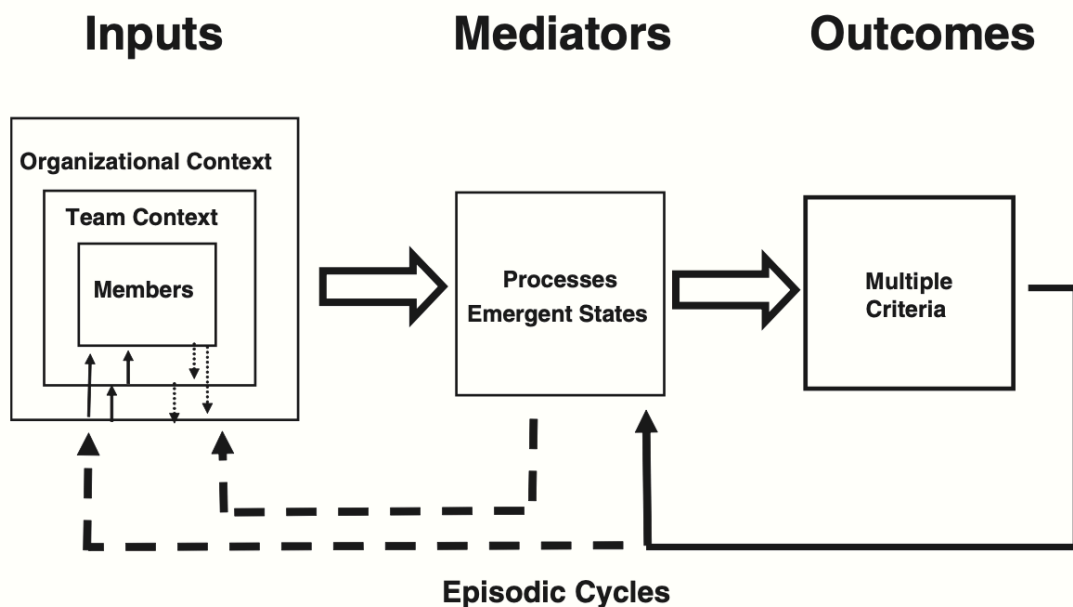 Inputs
Mediators
Outcomes
Organizational Context
Team Context
Members
Processes
Emergent States
Multiple
Criteria
Episodic Cycles